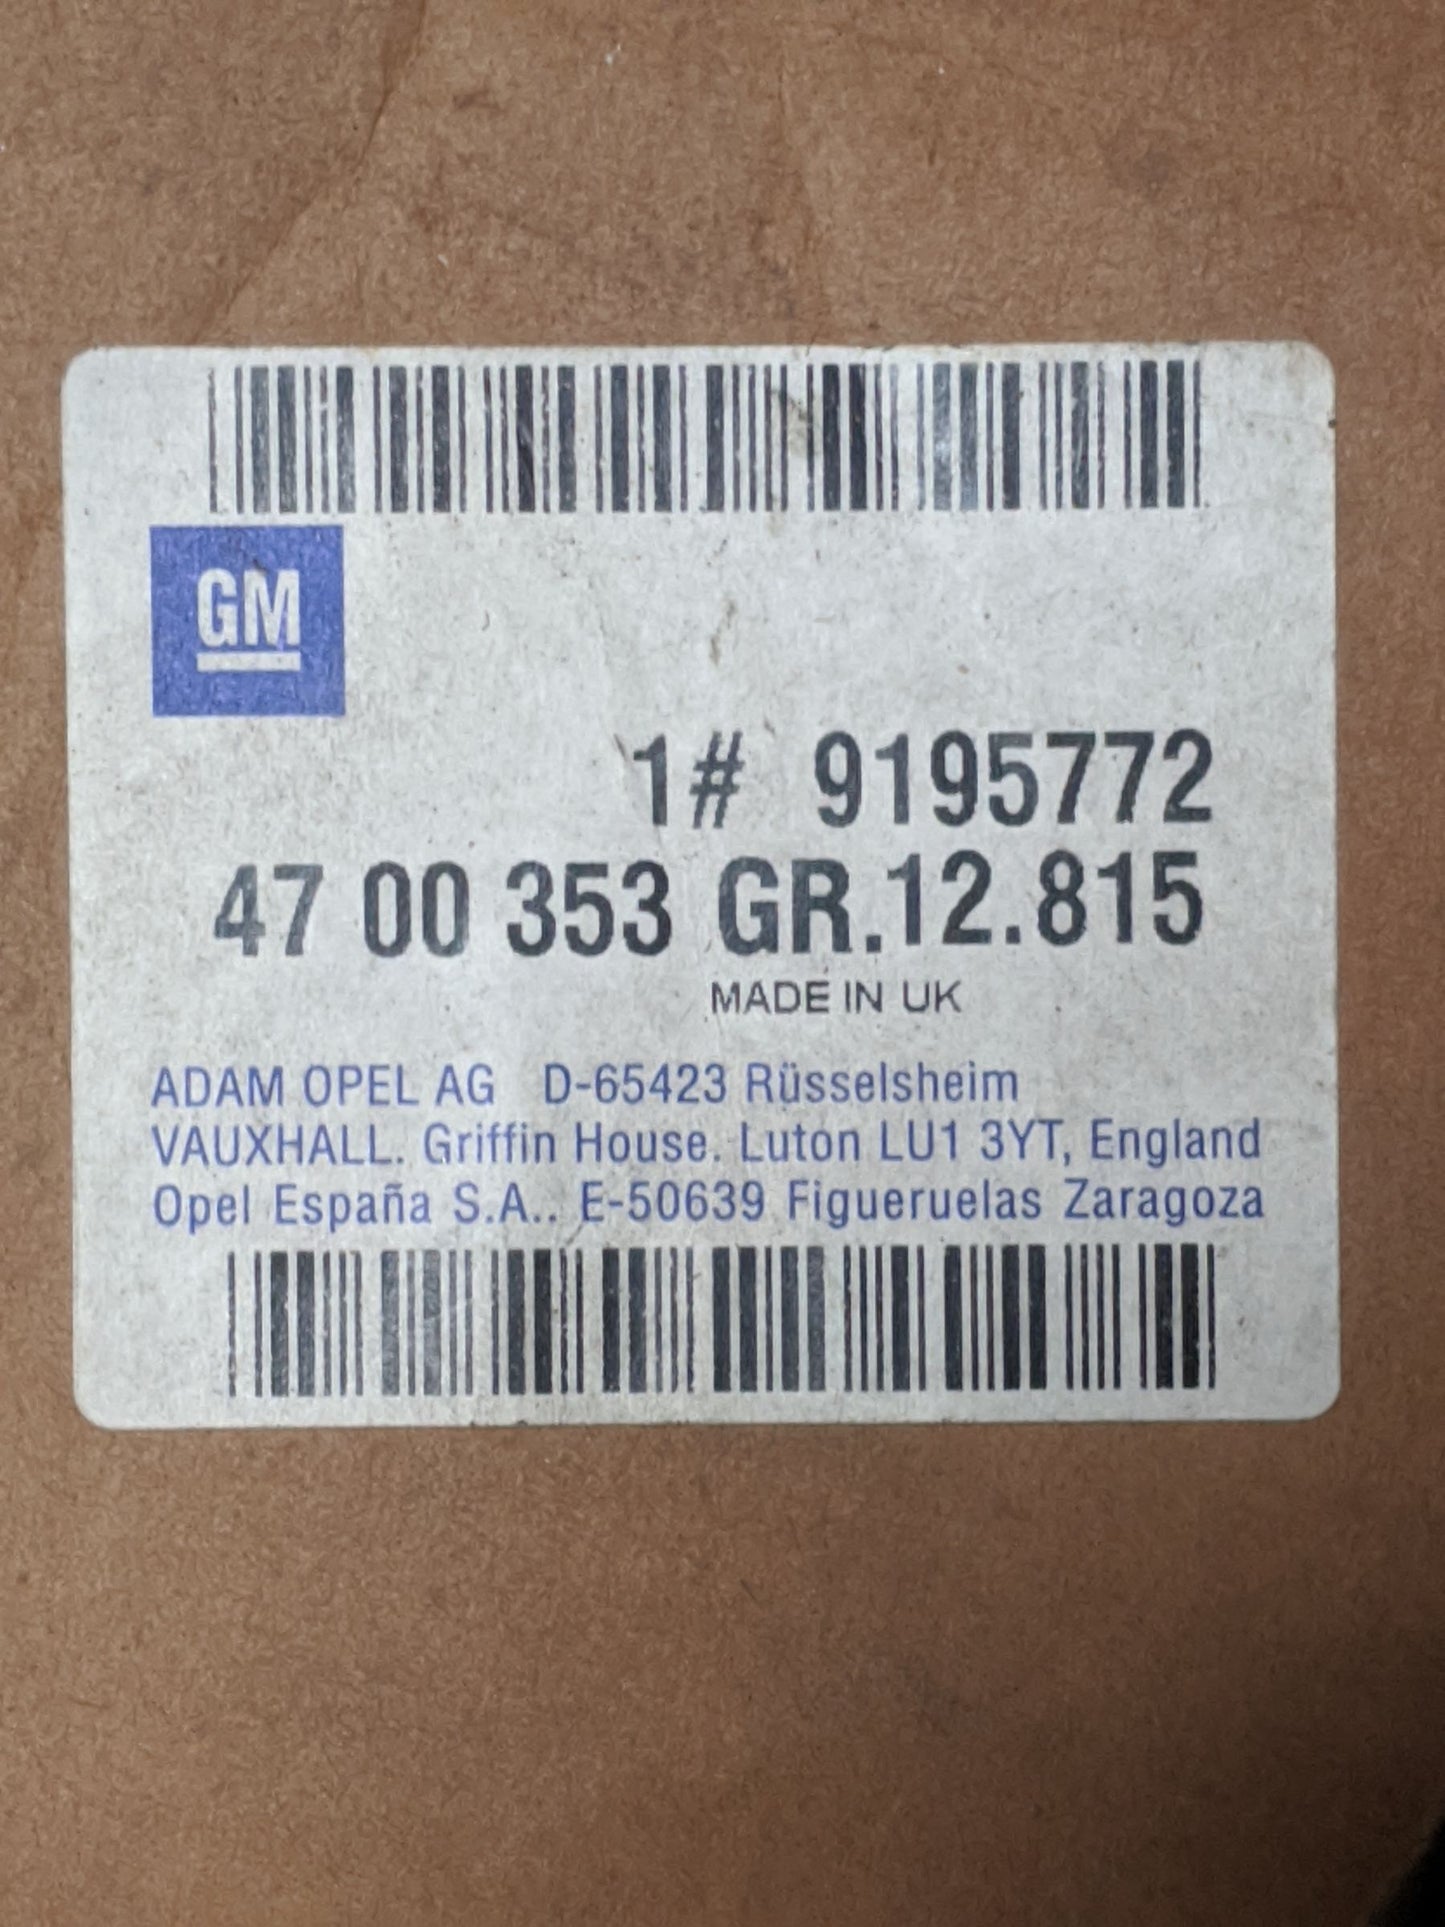 GM
1# 9195772
47 00 353 GR.12.815
MADE IN UK
ADAM OPEL AG D-65423 Rüsselsheim
VAUXHALL. Griffin House. Luton LU1 3YT, England
Opel España S.A.. E-50639 Figueruelas Zaragoza